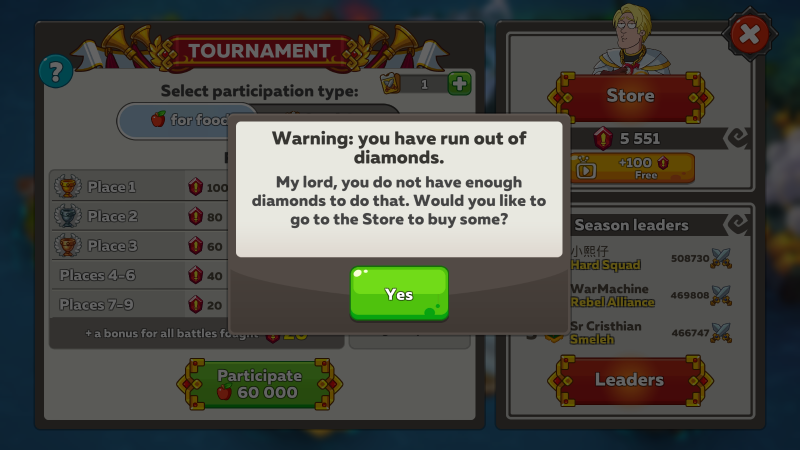 TOURNAMENT
?
Select participation type:
1
for food
Place 1
100
Place 2
80
Place 3
60
Places 4-6
40
Places 7-9
20
+ a bonus for all battles fought
20
Participate
60 000
Warning: you have run out of
diamonds.
My lord, you do not have enough
diamonds to do that. Would you like to
go to the Store to buy some?
Yes
Store
5 551
+100
Free
Season leaders
小熙仔
Hard Squad
508730
WarMachine
Rebel Alliance
469808
Sr Cristhian
Smeleh
466747
Leaders